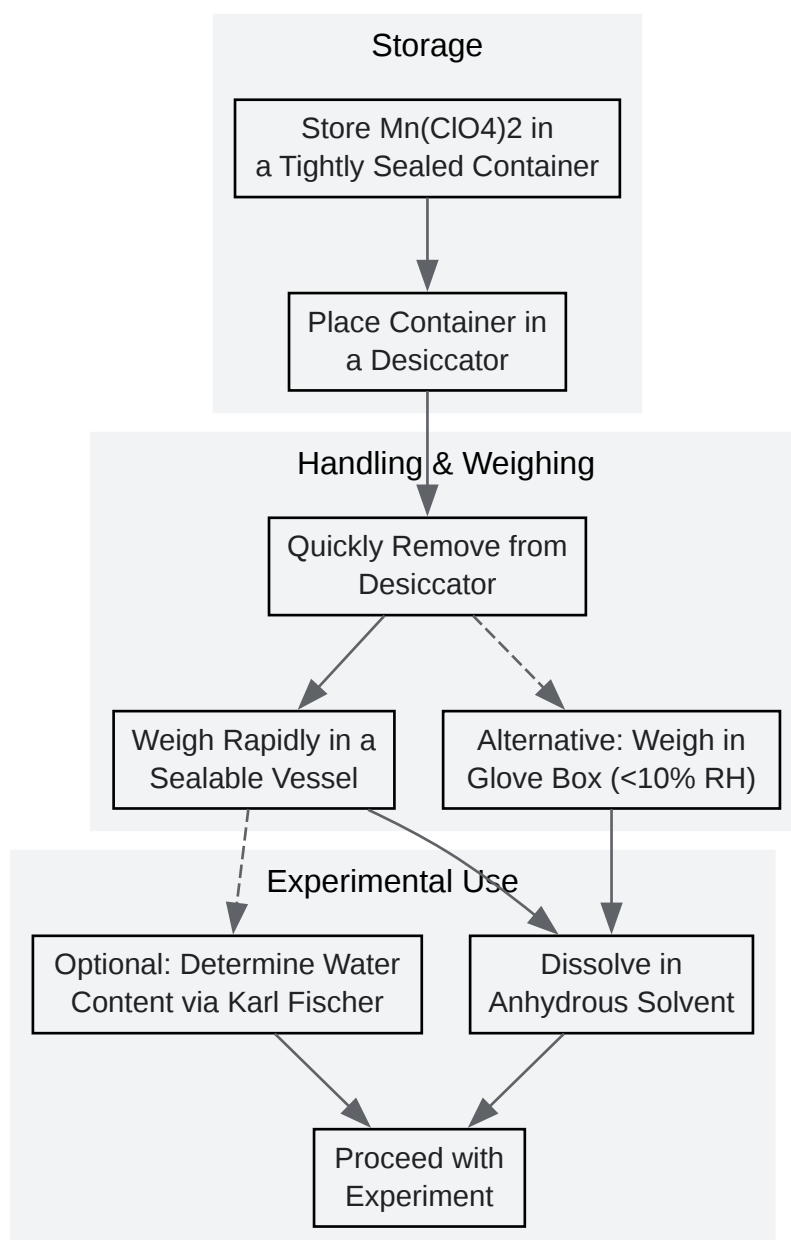 Storage
Store Mn(ClO4)2 in
a Tightly Sealed Container
Place Container in
a Desiccator
Handling & Weighing
Quickly Remove from
Desiccator
Weigh Rapidly in a
Sealable Vessel
Alternative: Weigh in
Glove Box (<10% RH)
Experimental Use
Optional: Determine Water
Content via Karl Fischer
Dissolve in
Anhydrous Solvent
Proceed with
Experiment